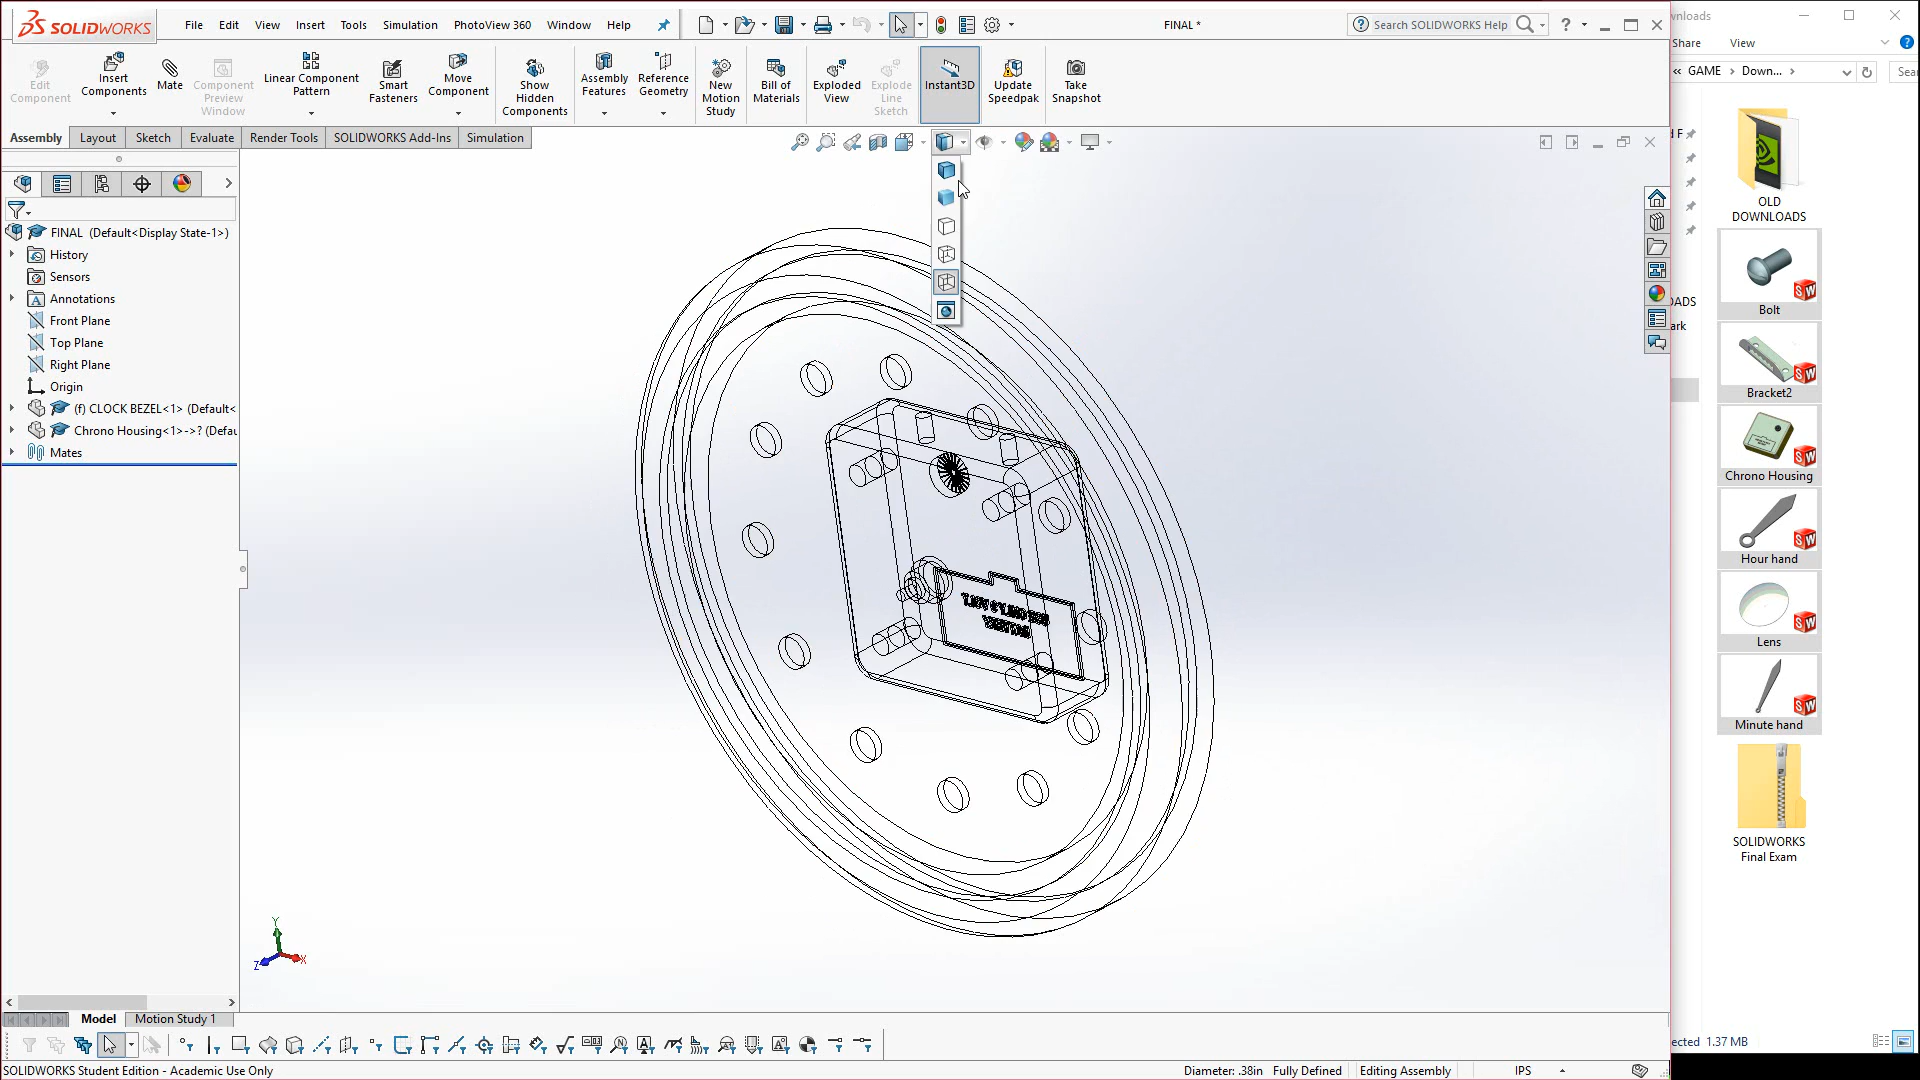 SOLIDWORKS
File Edit View Insert Tools Simulation PhotoView 360 Window Help
FINAL *
Search SOLIDWORKS Help
Edit Component
Insert Components
Mate
Component Preview Window
Linear Component Pattern
Smart Fasteners
Move Component
Show Hidden Components
Assembly Features
Reference Geometry
New Motion Study
Bill of Materials
Exploded View
Explode Line Sketch
Instant3D
Update Speedpak
Take Snapshot
Assembly Layout Sketch Evaluate Render Tools SOLIDWORKS Add-Ins Simulation
FINAL (Default<Display State-1>)
History
Sensors
Annotations
Front Plane
Top Plane
Right Plane
Origin
(f) CLOCK BEZEL<1> (Default<
Chrono Housing<1>->? (Defau
Mates
Y
Z
X
Model Motion Study 1
SOLIDWORKS Student Edition - Academic Use Only
Diameter: .38in Fully Defined Editing Assembly IPS
wnloads
Share View
« GAME > Down... >
Sear
d F
OADS
ark
OLD DOWNLOADS
Bolt
Bracket2
Chrono Housing
Hour hand
Lens
Minute hand
SOLIDWORKS Final Exam
ected 1.37 MB